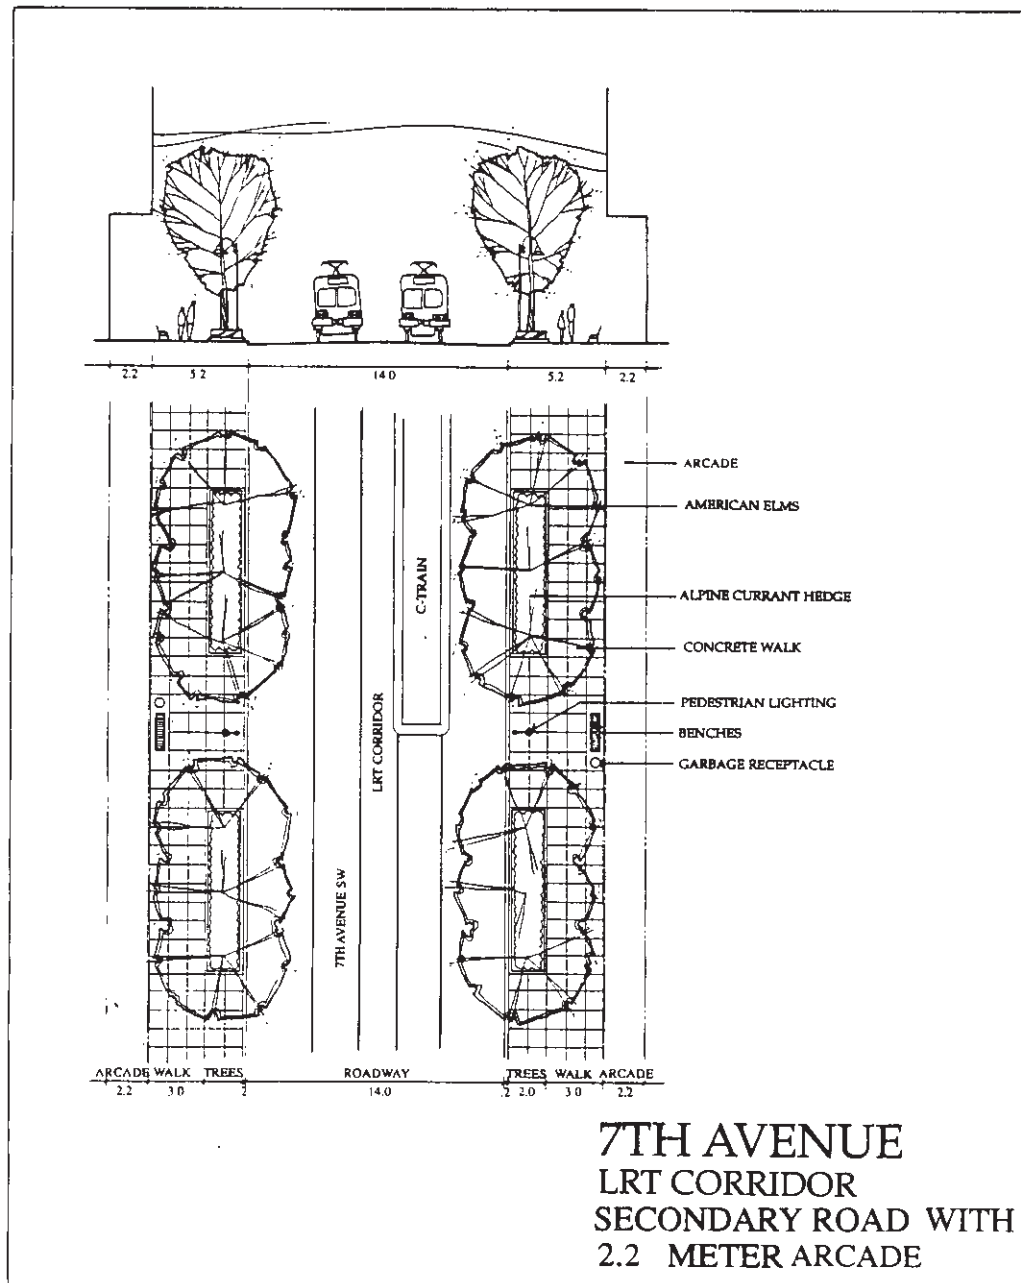 2.2 5.2 14.0 5.2 2.2
ARCADE
AMERICAN ELMS
C-TRAIN
ALPINE CURRANT HEDGE
CONCRETE WALK
LRT CORRIDOR
PEDESTRIAN LIGHTING
BENCHES
GARBAGE RECEPTACLE
7TH AVENUE SW
ARCADE WALK TREES ROADWAY TREES WALK ARCADE
2.2 3.0 2 14.0 .2 2.0 3.0 2.2
7TH AVENUE
LRT CORRIDOR
SECONDARY ROAD WITH
2.2 METER ARCADE